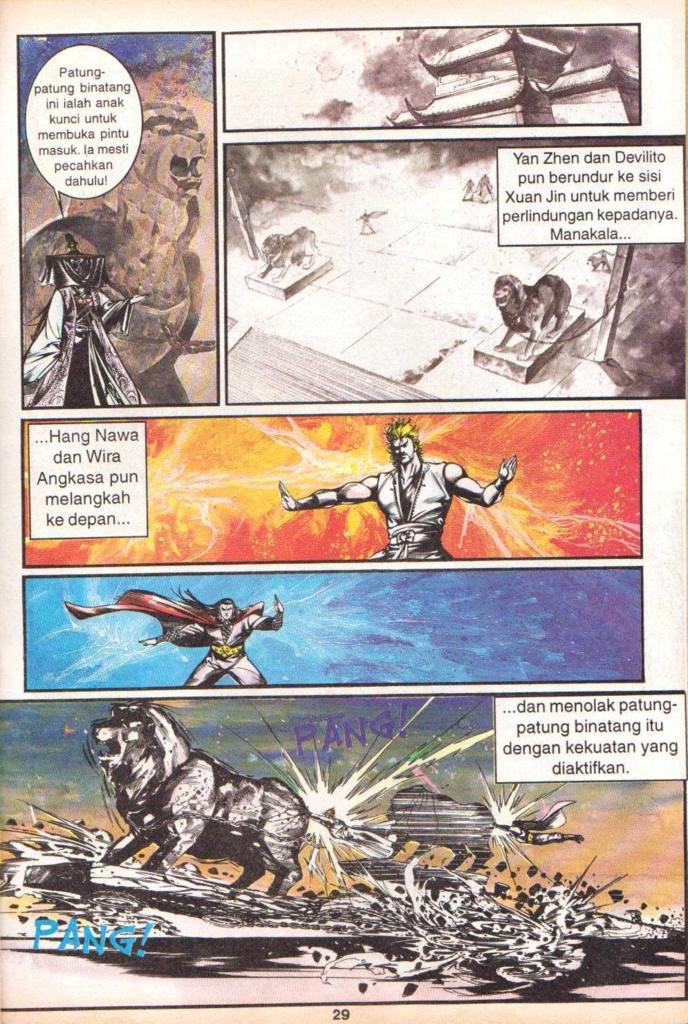 Patung-
patung binatang
ini ialah anak
kunci untuk
membuka pintu
masuk. Ia mesti
pecahkan
dahulu!
Yan Zhen dan Devilito
pun berundur ke sisi
Xuan Jin untuk memberi
perlindungan kepadanya.
Manakala...
...Hang Nawa
dan Wira
Angkasa pun
melangkah
ke depan...
PANG!
...dan menolak patung-
patung binatang itu
dengan kekuatan yang
diaktifkan.
PANG!
29